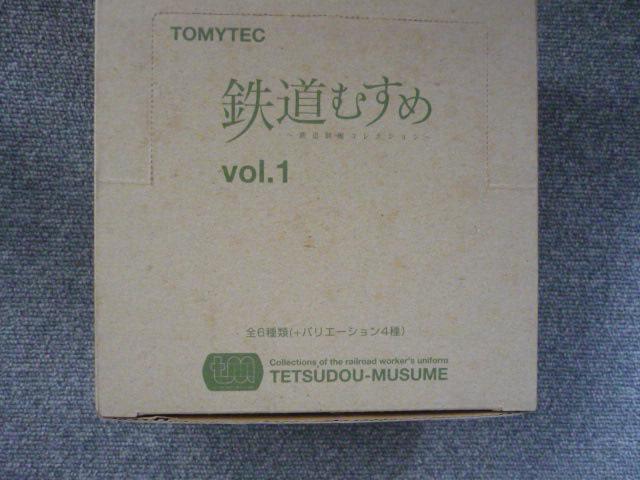 TOMYTEC
鉄道むすめ
～鉄道制服コレクション～
vol.1
全6種類(+バリエーション4種)
tm
Collections of the railroad worker's uniform
TETSUDOU-MUSUME